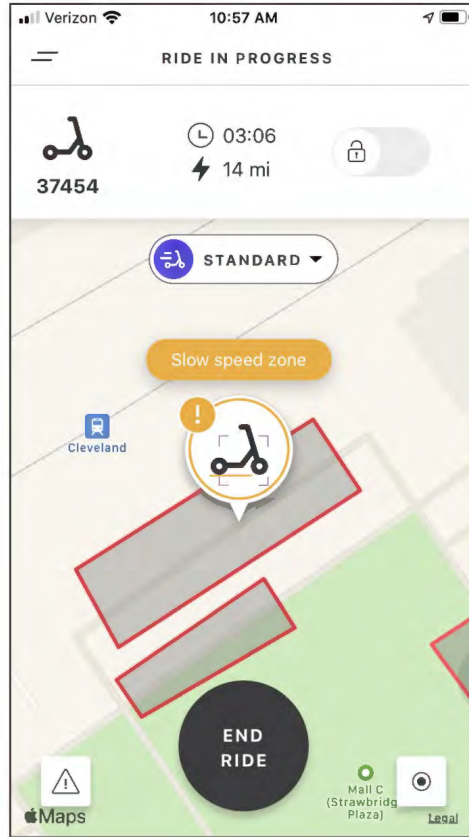 Verizon
10:57 AM
RIDE IN PROGRESS
37454
03:06
14 mi
STANDARD
Slow speed zone
!
Cleveland
END
RIDE
Mall C
(Strawbridg
Plaza)
Maps
Legal